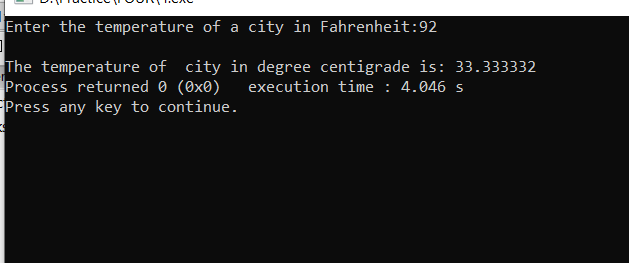 Enter the temperature of a city in Fahrenheit:92
The temperature of  city in degree centigrade is: 33.333332
Process returned 0 (0x0)   execution time : 4.046 s
Press any key to continue.